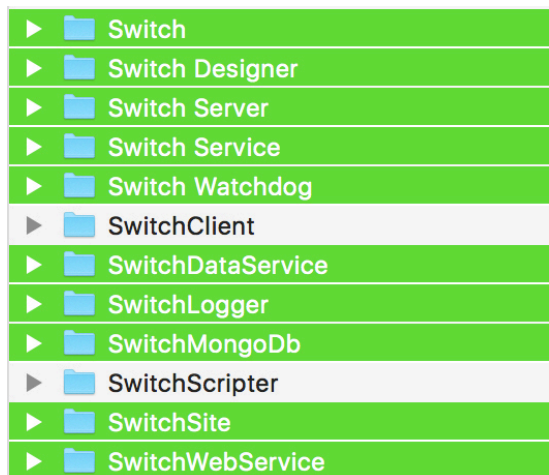 Switch
Switch Designer
Switch Server
Switch Service
Switch Watchdog
SwitchClient
SwitchDataService
SwitchLogger
SwitchMongoDb
SwitchScripter
SwitchSite
SwitchWebService